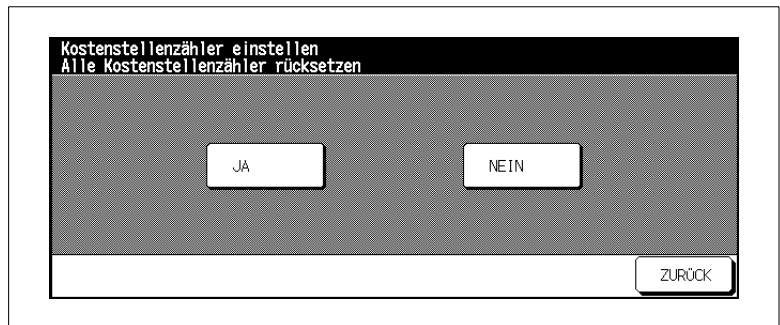 Kostenstellenzähler einstellen
Alle Kostenstellenzähler rücksetzen
JA
NEIN
ZURÜCK